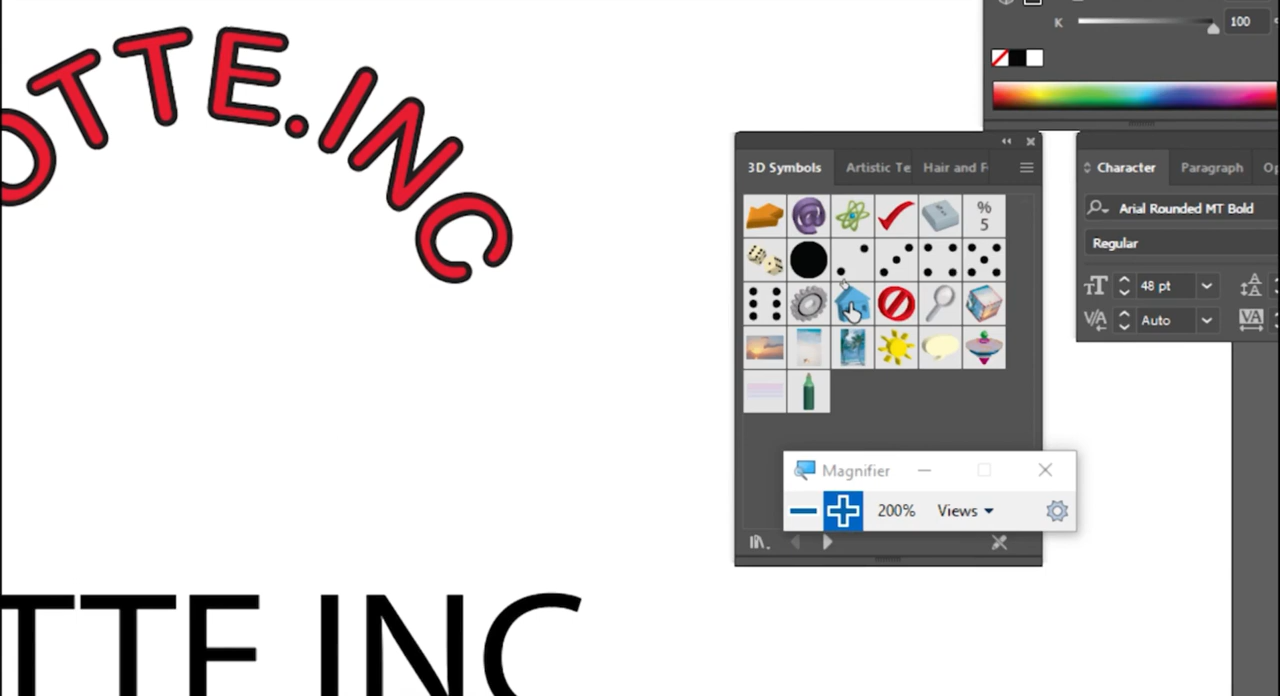 OTTE.INC
K 100
3D Symbols Artistic Te Hair and F
Character Paragraph Op
Arial Rounded MT Bold
Regular
% 5
48 pt
Auto
Magnifier
200% Views
TTE.INC